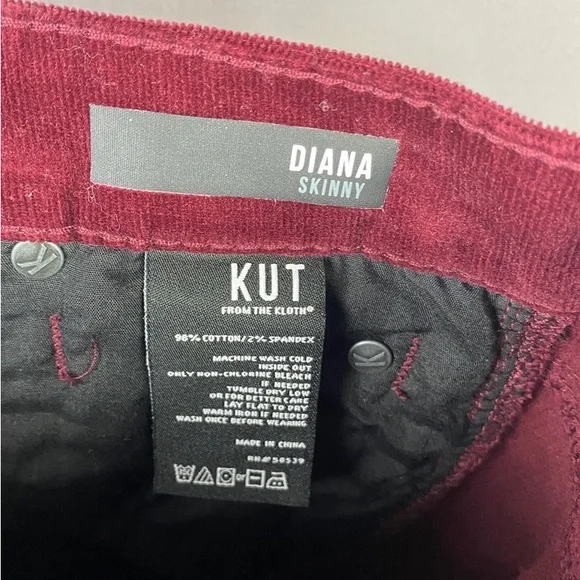 DIANA
SKINNY
KUT
FROM THE KLOTH®
98% COTTON/2% SPANDEX
MACHINE WASH COLD
INSIDE OUT
ONLY NON-CHLORINE BLEACH
IF NEEDED
TUMBLE DRY LOW
OR FOR BETTER CARE
LAY FLAT TO DRY
WARM IRON IF NEEDED
WASH ONCE BEFORE WEARING
MADE IN CHINA
RN# 58539
or
K
K